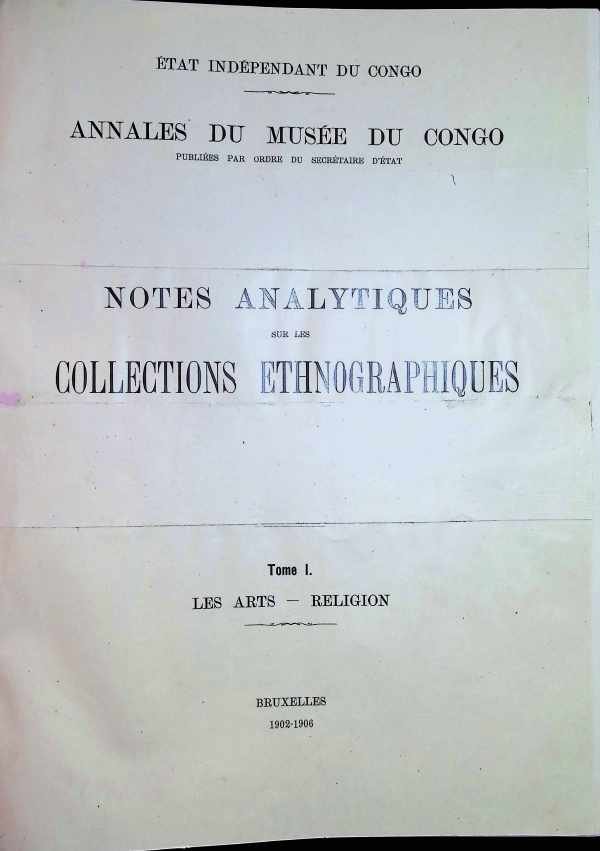 ÉTAT INDÉPENDANT DU CONGO
ANNALES DU MUSÉE DU CONGO
PUBLIÉES PAR ORDRE DU SECRÉTAIRE D'ÉTAT
NOTES ANALYTIQUES
SUR LES
COLLECTIONS ETHNOGRAPHIQUES
Tome I.
LES ARTS — RELIGION
BRUXELLES
1902-1906